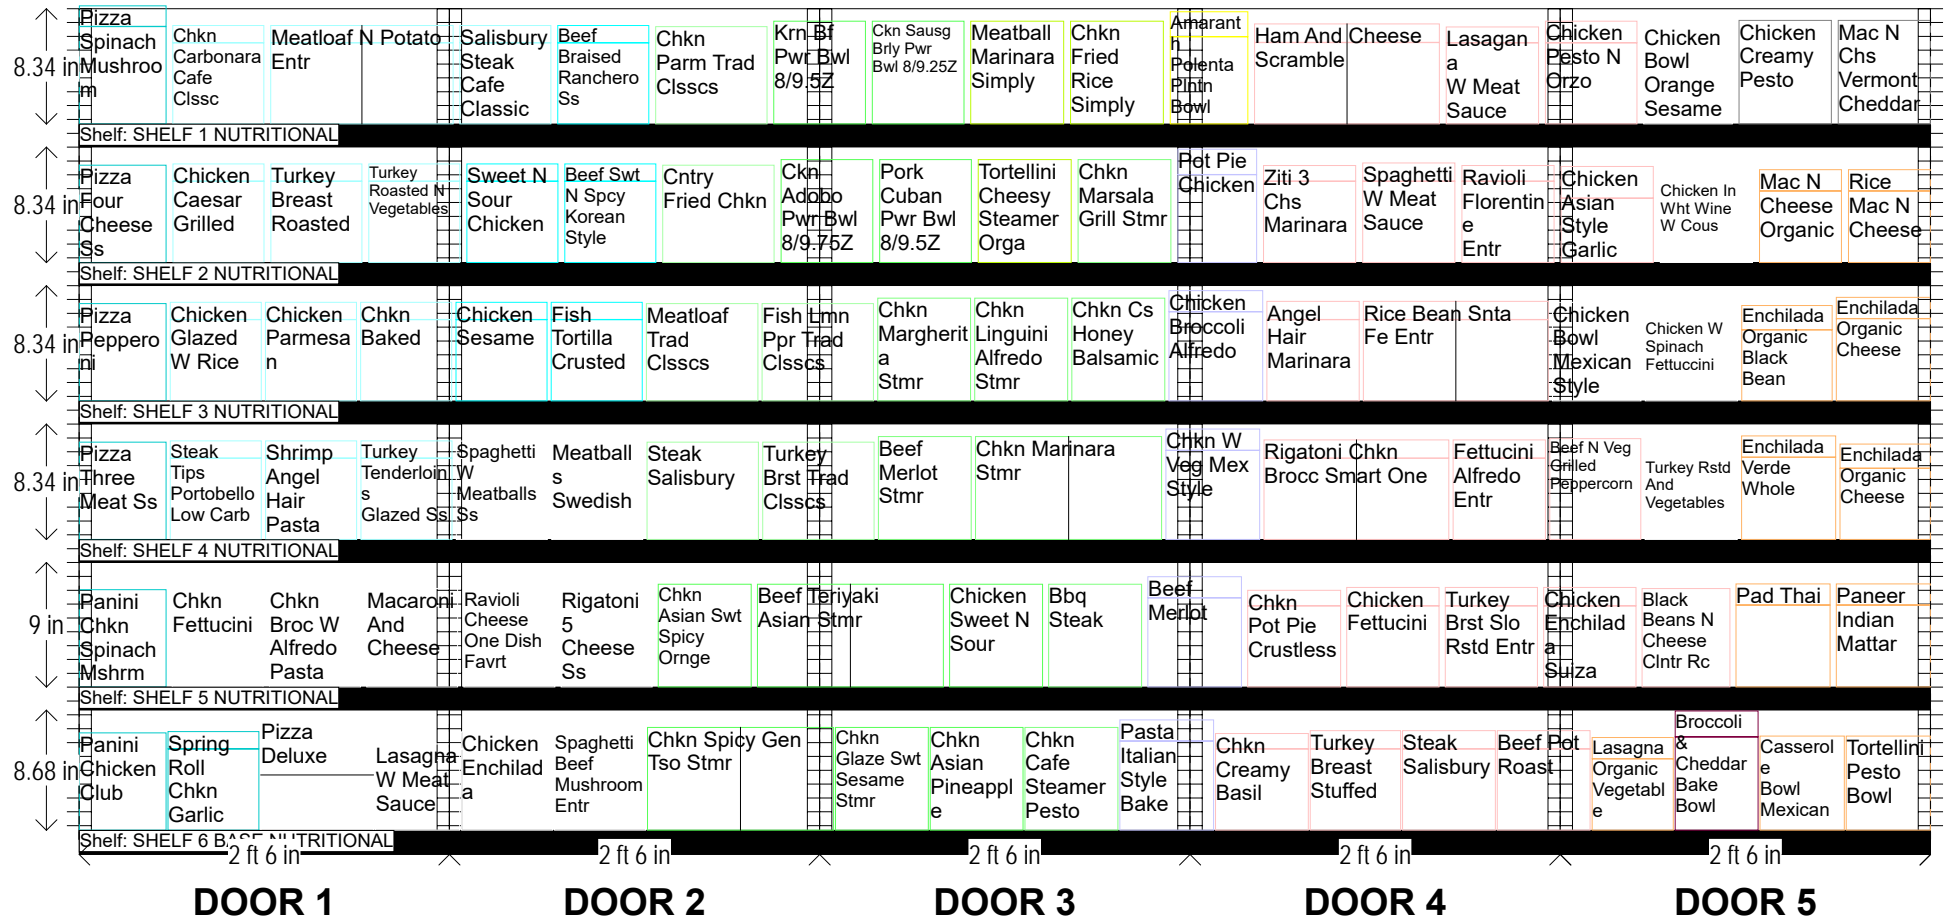 Pizza
Spinach
Mushroo
m
Chkn
Carbonara
Cafe
Clssc
Meatloaf N Potato
Entr
Salisbury
Steak
Cafe
Classic
Beef
Braised
Ranchero
Ss
Chkn
Parm Trad
Clsscs
Krn Bf
Pwr Bwl
8/9.5Z
Ckn Sausg
Brly Pwr
Bwl 8/9.25Z
Meatball
Marinara
Simply
Chkn
Fried
Rice
Simply
Amarant
h
Polenta
Plntn
Bowl
Ham And Cheese
Scramble
Lasagn
a
W Meat
Sauce
Chicken
Pesto N
Orzo
Chicken
Bowl
Orange
Sesame
Chicken
Creamy
Pesto
Mac N
Chs
Vermont
Cheddar
8.34 in
Shelf: SHELF 1 NUTRITIONAL
Pizza
Four
Cheese
Ss
Chicken
Caesar
Grilled
Turkey
Breast
Roasted
Turkey
Roasted N
Vegetables
Sweet N
Sour
Chicken
Beef Swt
N Spcy
Korean
Style
Cntry
Fried Chkn
Ckn
Adobo
Pwr Bwl
8/9.75Z
Pork
Cuban
Pwr Bwl
8/9.5Z
Tortellini
Cheesy
Steamer
Orga
Chkn
Marsala
Grill Stmr
Pot Pie
Chicken
Ziti 3
Chs
Marinara
Spaghetti
W Meat
Sauce
Ravioli
Florentin
e
Entr
Chicken
Asian
Style
Garlic
Chicken In
Wht Wine
W Cous
Mac N
Cheese
Organic
Rice
Mac N
Cheese
8.34 in
Shelf: SHELF 2 NUTRITIONAL
Pizza
Peppero
ni
Chicken
Glazed
W Rice
Chicken
Parmesa
n
Chkn
Baked
Chicken
Sesame
Fish
Tortilla
Crusted
Meatloaf
Trad
Clsscs
Fish Lmn
Ppr Trad
Clsscs
Chkn
Margherit
a
Stmr
Chkn
Linguini
Alfredo
Stmr
Chkn Cs
Honey
Balsamic
Chicken
Broccoli
Alfredo
Angel
Hair
Marinara
Rice Bean Snta
Fe Entr
Chicken
Bowl
Mexican
Style
Chicken W
Spinach
Fettuccini
Enchilada
Organic
Black
Bean
Enchilada
Organic
Cheese
8.34 in
Shelf: SHELF 3 NUTRITIONAL
Pizza
Three
Meat Ss
Steak
Tips
Portobello
Low Carb
Shrimp
Angel
Hair
Pasta
Turkey
Tenderloin
s
Glazed Ss
Spaghetti
W
Meatballs
Ss
Meatball
s
Swedish
Steak
Salisbury
Turkey
Brst Trad
Clsscs
Beef
Merlot
Stmr
Chkn Marinara
Stmr
Chkn W
Veg Mex
Style
Rigatoni Chkn
Brocc Smart One
Fettucini
Alfredo
Entr
Beef N Veg
Grilled
Peppercorn
Turkey Rstd
And
Vegetables
Enchilada
Verde
Whole
Enchilada
Organic
Cheese
8.34 in
Shelf: SHELF 4 NUTRITIONAL
Panini
Chkn
Spinach
Mshrm
Chkn
Fettucini
Chkn
Broc W
Alfredo
Pasta
Macaroni
And
Cheese
Ravioli
Cheese
One Dish
Favrt
Rigatoni
5
Cheese
Ss
Chkn
Asian Swt
Spicy
Ornge
Beef Teriyaki
Asian Stmr
Chicken
Sweet N
Sour
Bbq
Steak
Beef
Merlot
Chkn
Pot Pie
Crustless
Chicken
Fettucini
Turkey
Brst Slo
Rstd Entr
Chicken
Enchilad
a
Suiza
Black
Beans N
Cheese
Clntr Rc
Pad Thai
Paneer
Indian
Mattar
9 in
Shelf: SHELF 5 NUTRITIONAL
Panini
Chicken
Club
Spring
Roll
Chkn
Garlic
Pizza
Deluxe
Lasagna
W Meat
Sauce
Chicken
Enchilad
a
Spaghetti
Beef
Mushroom
Entr
Chkn Spicy Gen
Tso Stmr
Chkn
Glaze Swt
Sesame
Stmr
Chkn
Asian
Pineappl
e
Chkn
Cafe
Steamer
Pesto
Pasta
Italian
Style
Bake
Chkn
Creamy
Basil
Turkey
Breast
Stuffed
Steak
Salisbury
Beef Pot
Roast
Lasagna
Organic
Vegetabl
e
Broccoli
&
Cheddar
Bake
Bowl
Casserol
e
Bowl
Mexican
Tortellini
Pesto
Bowl
8.68 in
Shelf: SHELF 6 BASE NUTRITIONAL
2 ft 6 in
2 ft 6 in
2 ft 6 in
2 ft 6 in
2 ft 6 in
DOOR 1
DOOR 2
DOOR 3
DOOR 4
DOOR 5